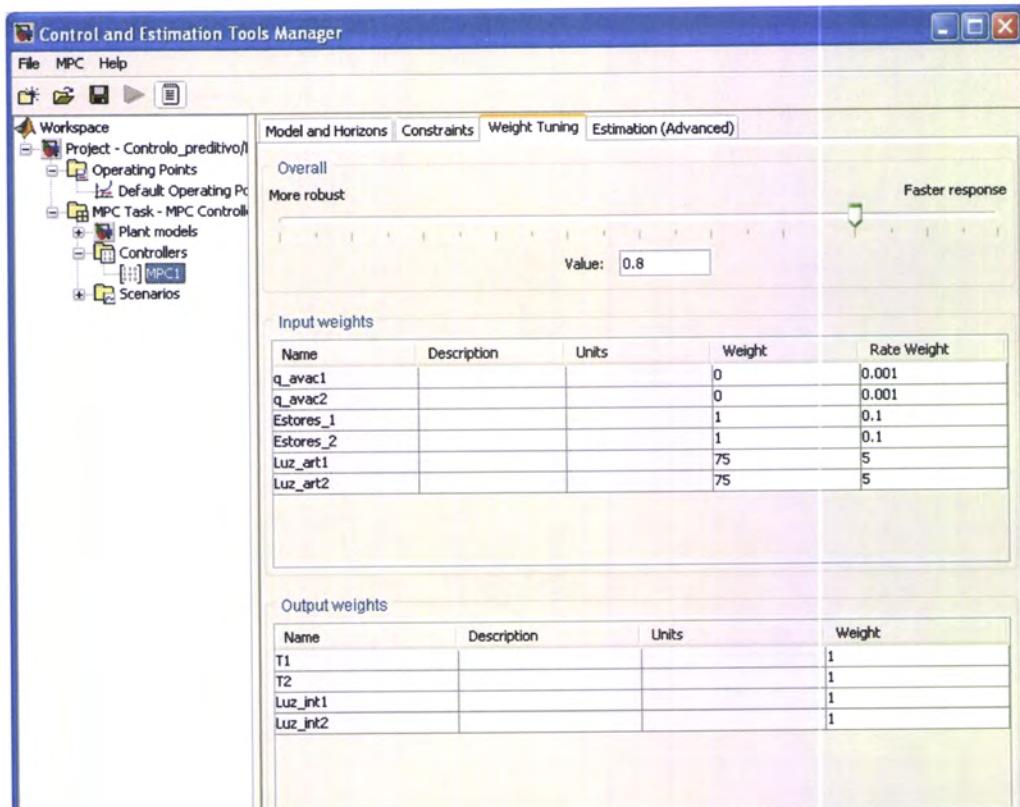 Control and Estimation Tools Manager
File MPC Help
Workspace
Project - Controlo_preditivo/
Operating Points
Default Operating Po
MPC Task - MPC Controll
Plant models
Controllers
MPC1
Scenarios
Model and Horizons Constraints Weight Tuning Estimation (Advanced)
Overall
More robust Faster response
Value: 0.8
Input weights
Name Description Units Weight Rate Weight
q_avac1 0 0.001
q_avac2 0 0.001
Estores_1 1 0.1
Estores_2 1 0.1
Luz_art1 75 5
Luz_art2 75 5
Output weights
Name Description Units Weight
T1 1
T2 1
Luz_int1 1
Luz_int2 1